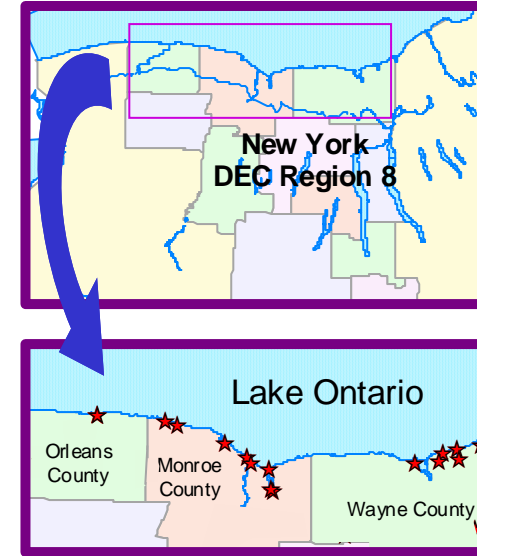 New York
DEC Region 8
Lake Ontario
Orleans
County
Monroe
County
Wayne County